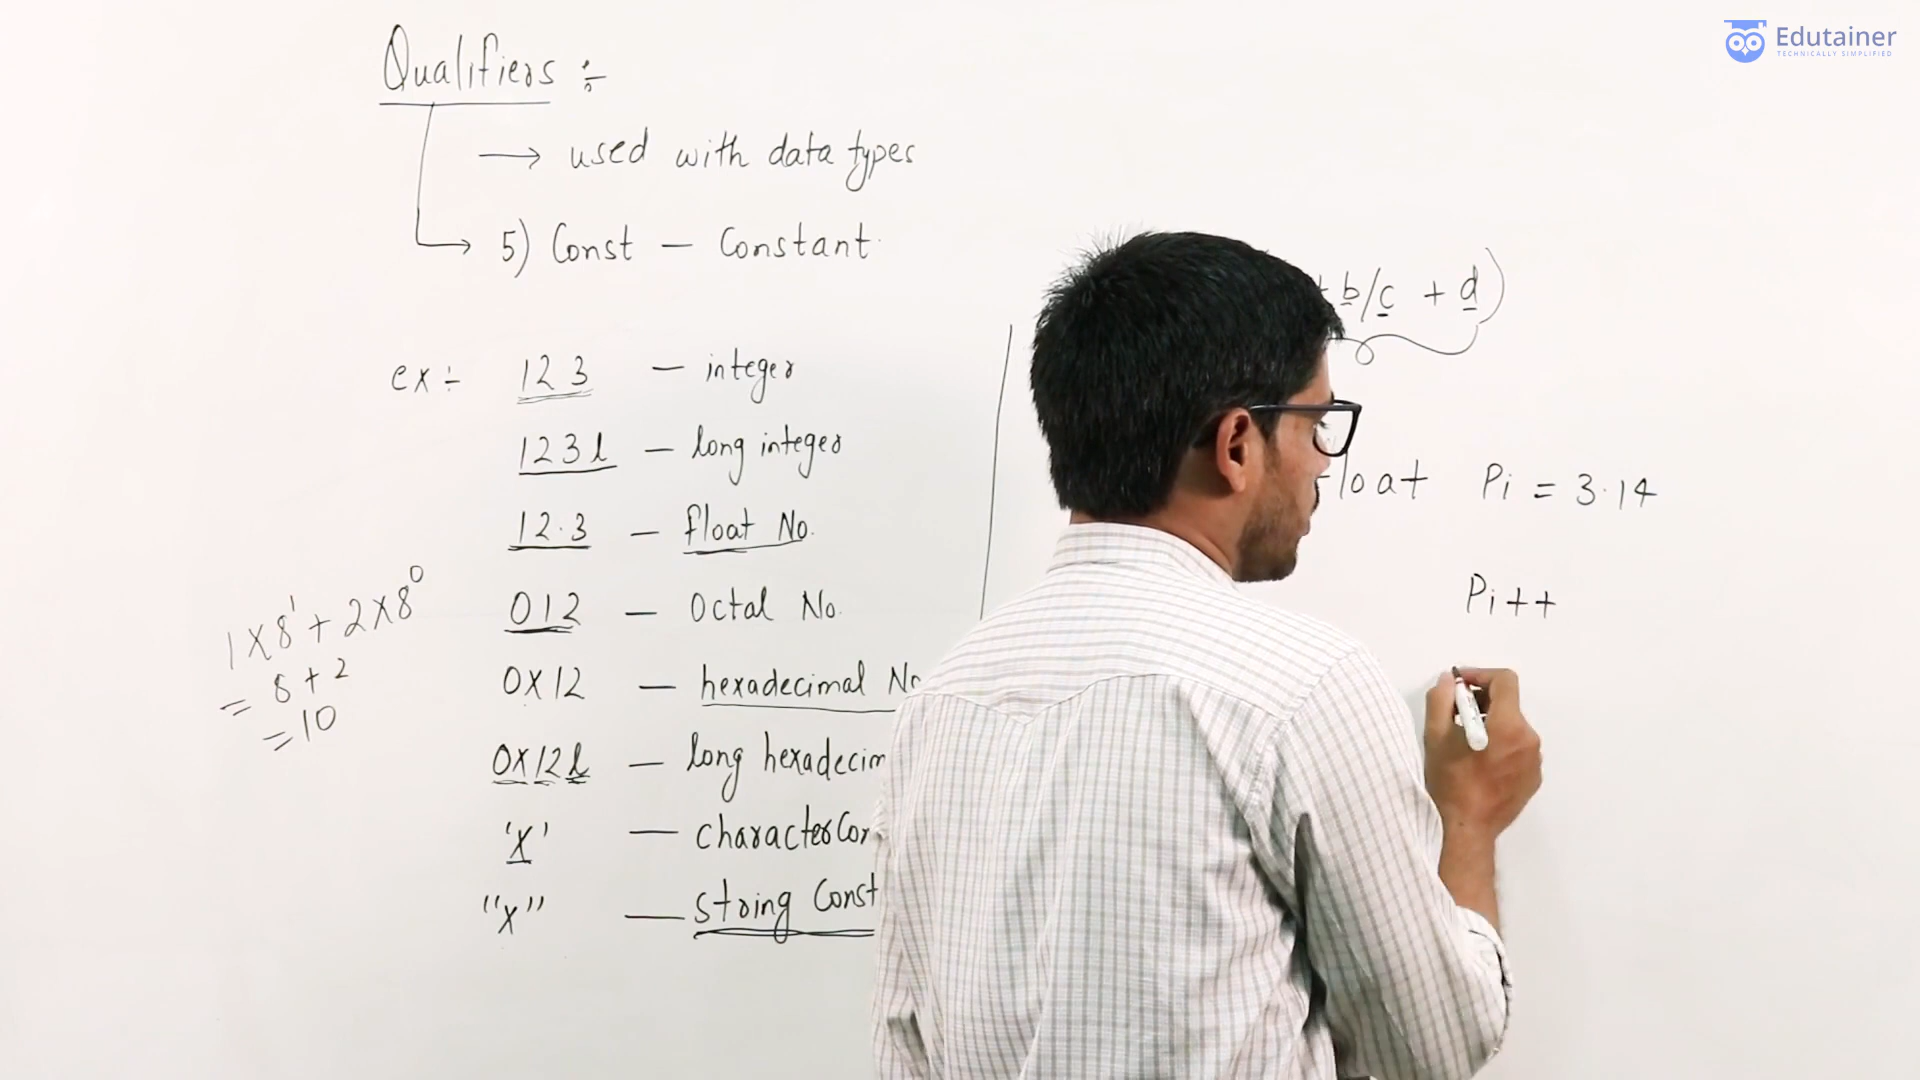 Edutainer
TECHNICALLY SIMPLIFIED
Qualifiers :-
→ used with data types
→ 5) Const — Constant
ex :- 123 — integer
123l — long integer
12.3 — float No.
012 — Octal No.
0X12 — hexadecimal No
0X12l — long hexadecim
'X' — character Con
"X" — String Const
1X8¹ + 2X8⁰
= 8 + 2
= 10
+ b/c + d)
float Pi = 3.14
Pi++